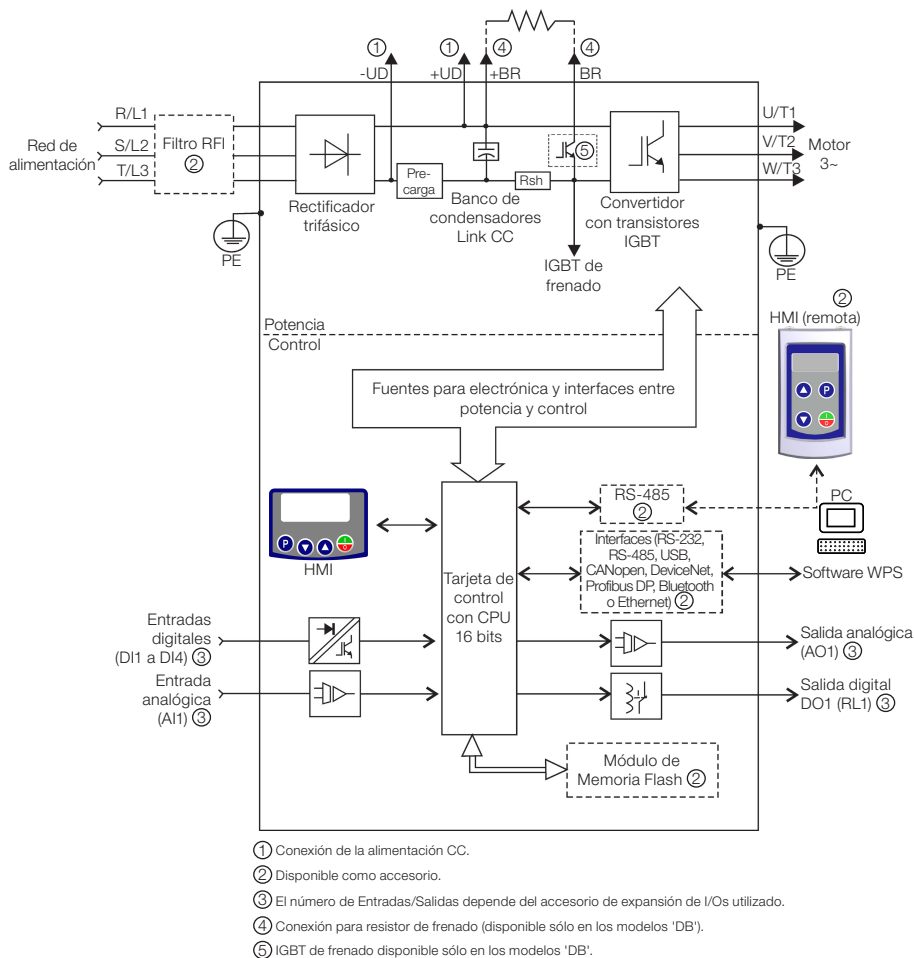 ① ① ④ ④
-UD +UD +BR BR
R/L1
S/L2
T/L3
Red de
alimentación
Filtro RFI
②
Rectificador
trifásico
Pre-
carga
Banco de
condensadores
Link CC
Rsh
⑤
Convertidor
con transistores
IGBT
U/T1
V/T2
W/T3
Motor
3~
PE
PE
IGBT de
frenado
Potencia
Control
②
HMI (remota)
P
I
0
Fuentes para electrónica y interfaces entre
potencia y control
P
I
0
HMI
RS-485
②
PC
Interfaces (RS-232,
RS-485, USB,
CANopen, DeviceNet,
Profibus DP, Bluetooth
o Ethernet) ②
Software WPS
Tarjeta de
control
con CPU
16 bits
Entradas
digitales
(DI1 a DI4) ③
Entrada
analógica
(AI1) ③
Salida analógica
(AO1) ③
Salida digital
DO1 (RL1) ③
Módulo de
Memoria Flash ②
① Conexión de la alimentación CC.
② Disponible como accesorio.
③ El número de Entradas/Salidas depende del accesorio de expansión de I/Os utilizado.
④ Conexión para resistor de frenado (disponible sólo en los modelos 'DB').
⑤ IGBT de frenado disponible sólo en los modelos 'DB'.